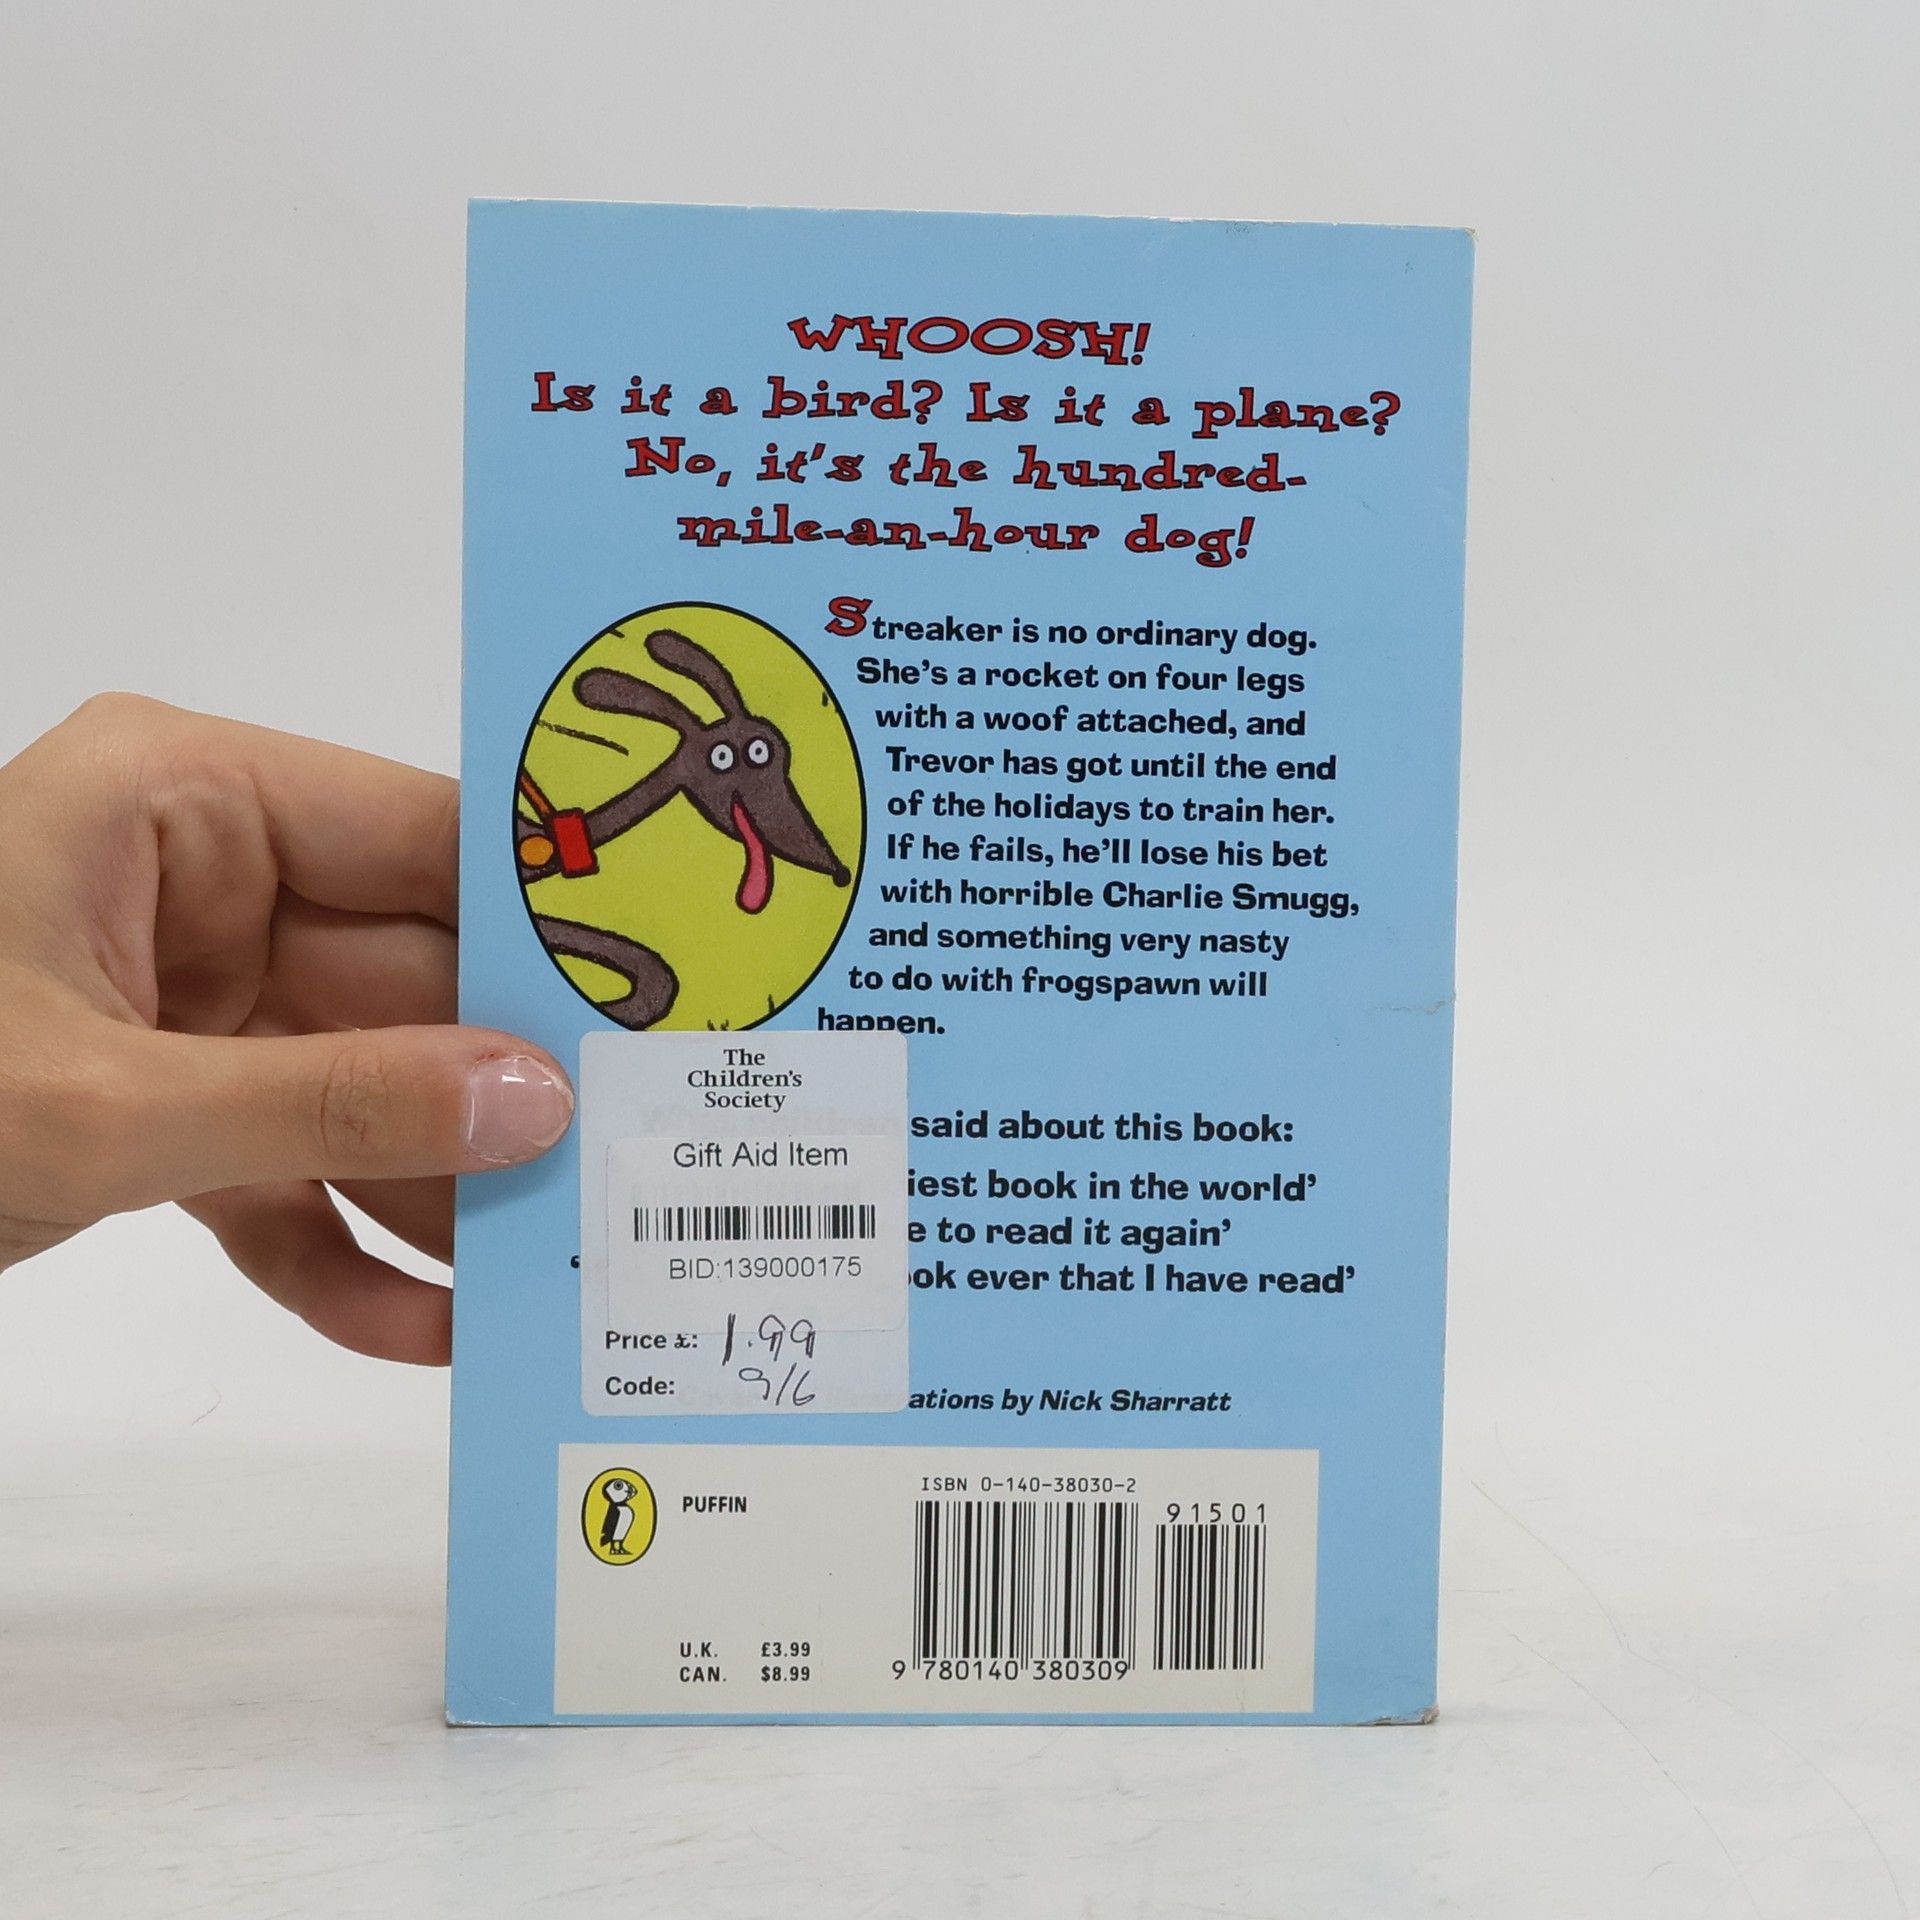 WHOOSH!
Is it a bird? Is it a plane?
No, it's the hundred-
mile-an-hour dog!
Streaker is no ordinary dog.
She's a rocket on four legs
with a woof attached, and
Trevor has got until the end
of the holidays to train her.
If he fails, he'll lose his bet
with horrible Charlie Smugg,
and something very nasty
to do with frogspawn will
happen.
The
Children's
Society
Gift Aid Item
BID:139000175
Price £: 1.99
Code: 9/6
said about this book:
iest book in the world'
e to read it again'
ok ever that I have read'
ations by Nick Sharratt
PUFFIN
U.K. £3.99
CAN. $8.99
ISBN 0-140-38030-2
91501
9 780140 380309